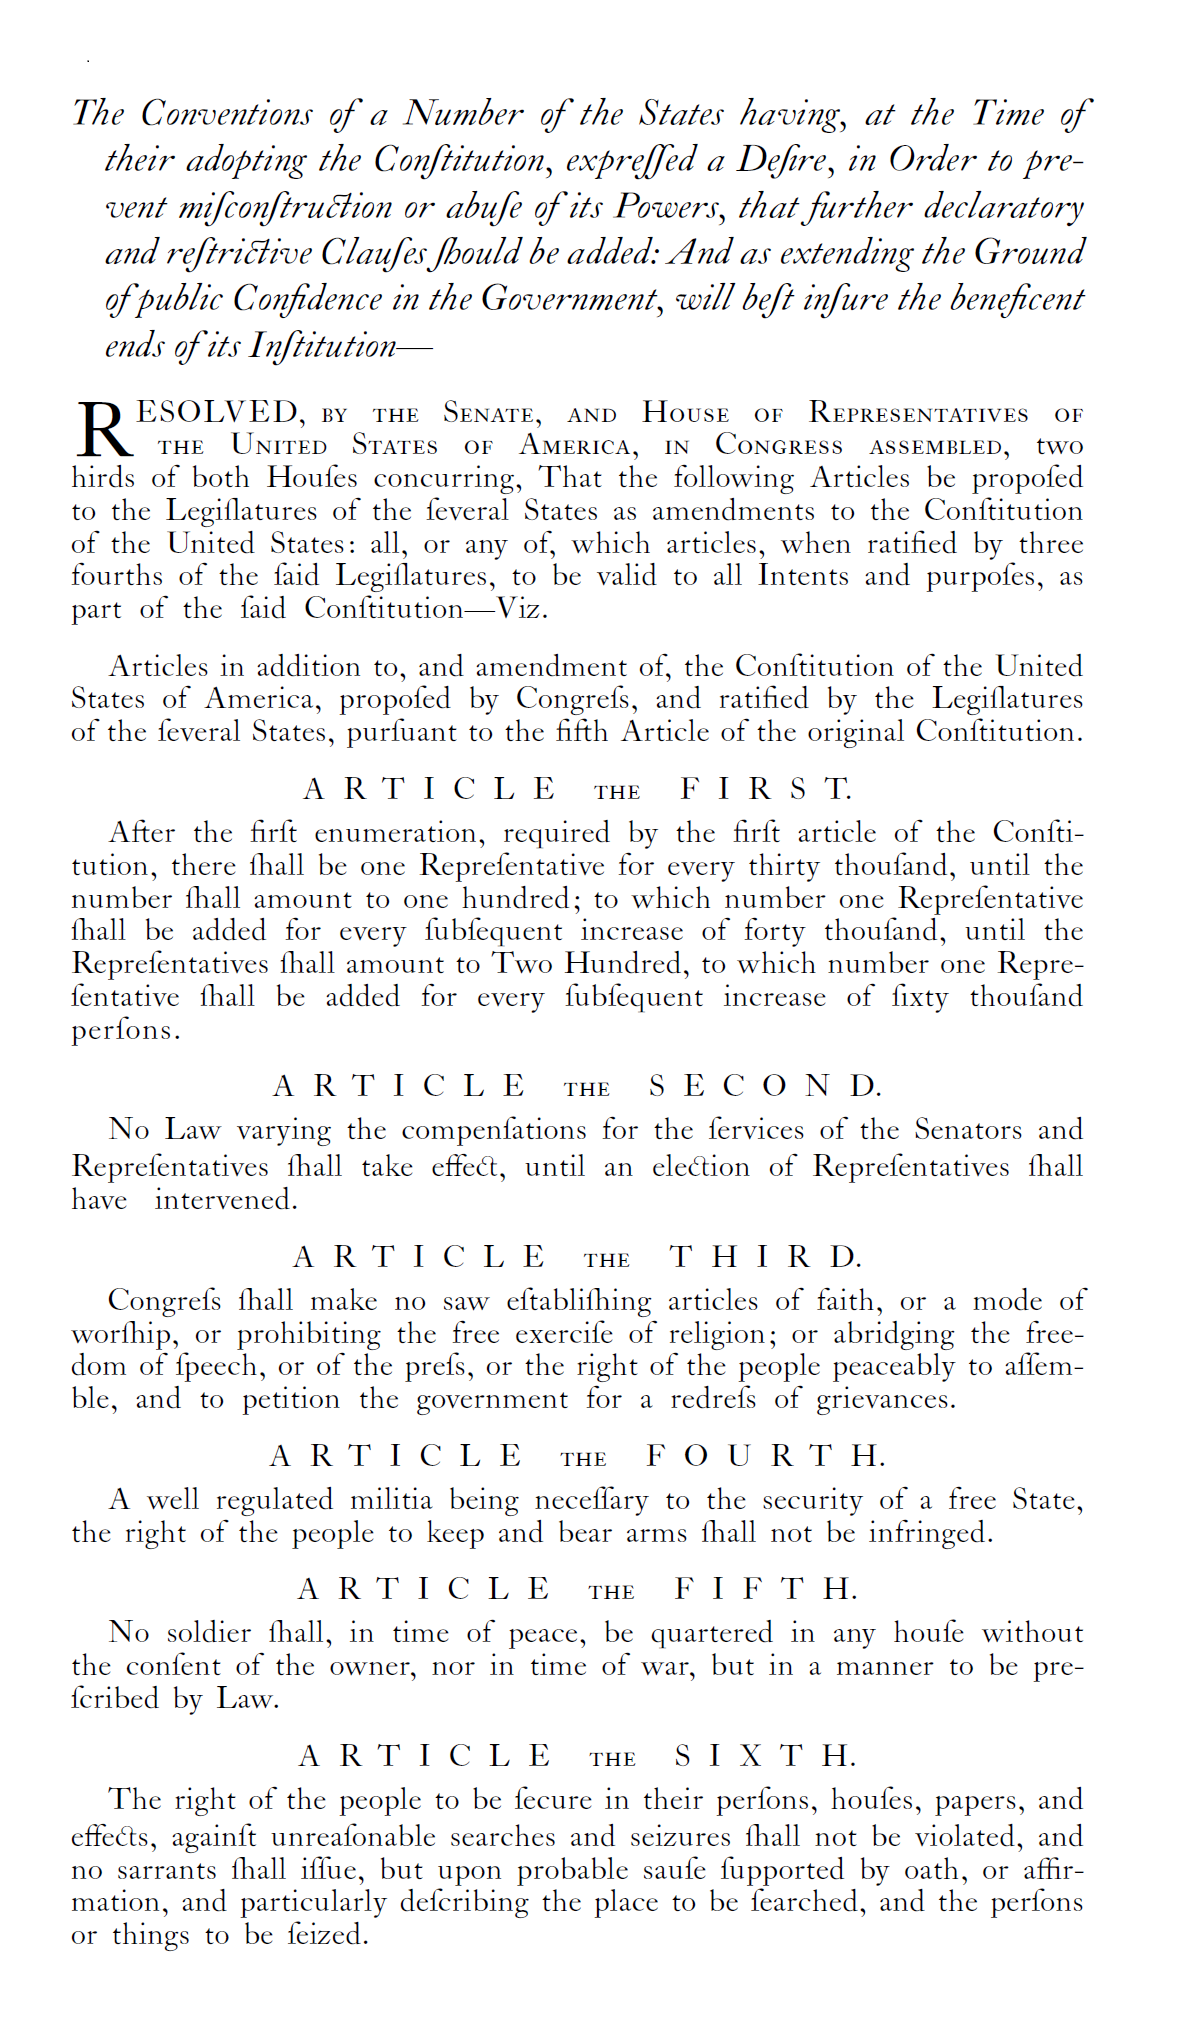 The Conventions of a Number of the States having, at the Time of
their adopting the Conſtitution, expreſſed a Deſire, in Order to pre-
vent miſconſtruction or abuſe of its Powers, that further declaratory
and reſtrictive Clauſes ſhould be added: And as extending the Ground
of public Confidence in the Government, will beſt inſure the beneficent
ends of its Inſtitution—
RESOLVED, by the Senate, and House of Representatives of
the United States of America, in Congress assembled, two
hirds of both Houſes concurring, That the following Articles be propoſed
to the Legiſlatures of the ſeveral States as amendments to the Conſtitution
of the United States: all, or any of, which articles, when ratified by three
fourths of the ſaid Legiſlatures, to be valid to all Intents and purpoſes, as
part of the ſaid Conſtitution—Viz.
Articles in addition to, and amendment of, the Conſtitution of the United
States of America, propoſed by Congreſs, and ratified by the Legiſlatures
of the ſeveral States, purſuant to the fifth Article of the original Conſtitution.
ARTICLE THE FIRST.
After the firſt enumeration, required by the firſt article of the Conſti-
tution, there ſhall be one Repreſentative for every thirty thouſand, until the
number ſhall amount to one hundred; to which number one Repreſentative
ſhall be added for every ſubſequent increase of forty thouſand, until the
Repreſentatives ſhall amount to Two Hundred, to which number one Repre-
ſentative ſhall be added for every ſubſequent increase of ſixty thouſand
perſons.
ARTICLE THE SECOND.
No Law varying the compenſations for the ſervices of the Senators and
Repreſentatives ſhall take effect, until an election of Repreſentatives ſhall
have intervened.
ARTICLE THE THIRD.
Congreſs ſhall make no saw eſtabliſhing articles of faith, or a mode of
worſhip, or prohibiting the free exerciſe of religion; or abridging the free-
dom of ſpeech, or of the preſs, or the right of the people peaceably to aſſem-
ble, and to petition the government for a redreſs of grievances.
ARTICLE THE FOURTH.
A well regulated militia being neceſſary to the security of a free State,
the right of the people to keep and bear arms ſhall not be infringed.
ARTICLE THE FIFTH.
No soldier ſhall, in time of peace, be quartered in any houſe without
the conſent of the owner, nor in time of war, but in a manner to be pre-
ſcribed by Law.
ARTICLE THE SIXTH.
The right of the people to be ſecure in their perſons, houſes, papers, and
effects, againſt unreaſonable searches and seizures ſhall not be violated, and
no sarrants ſhall iſſue, but upon probable sauſe ſupported by oath, or affir-
mation, and particularly deſcribing the place to be ſearched, and the perſons
or things to be ſeized.